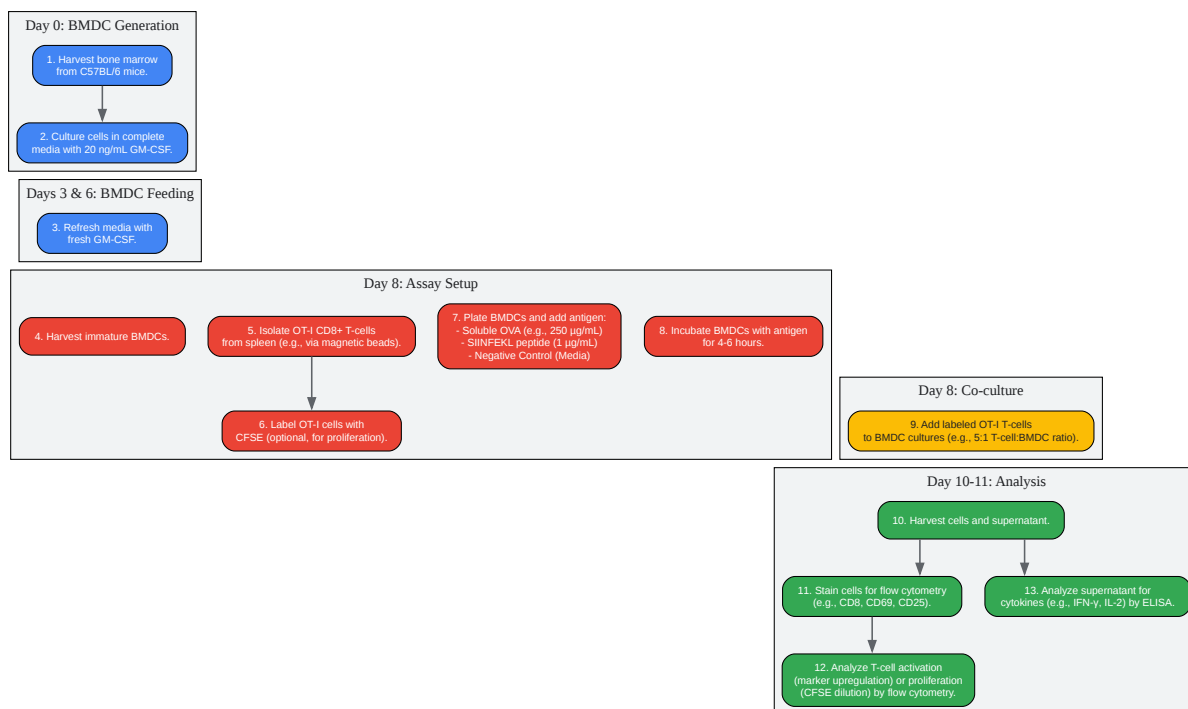 Day 0: BMDC Generation
1. Harvest bone marrow
from C57BL/6 mice.
2. Culture cells in complete
media with 20 ng/mL GM-CSF.
Days 3 & 6: BMDC Feeding
3. Refresh media with
fresh GM-CSF.
Day 8: Assay Setup
4. Harvest immature BMDCs.
5. Isolate OT-I CD8+ T-cells
from spleen (e.g., via magnetic beads).
6. Label OT-I cells with
CFSE (optional, for proliferation).
7. Plate BMDCs and add antigen:
- Soluble OVA (e.g., 250 µg/mL)
- SIINFEKL peptide (1 µg/mL)
- Negative Control (Media)
8. Incubate BMDCs with antigen
for 4-6 hours.
Day 8: Co-culture
9. Add labeled OT-I T-cells
to BMDC cultures (e.g., 5:1 T-cell:BMDC ratio).
Day 10-11: Analysis
10. Harvest cells and supernatant.
11. Stain cells for flow cytometry
(e.g., CD8, CD69, CD25).
12. Analyze T-cell activation
(marker upregulation) or proliferation
(CFSE dilution) by flow cytometry.
13. Analyze supernatant for
cytokines (e.g., IFN-γ, IL-2) by ELISA.